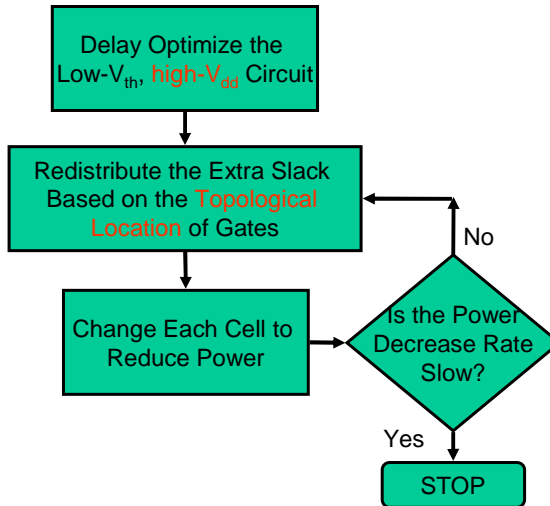 Delay Optimize the
Low-Vth, high-Vdd Circuit
Redistribute the Extra Slack
Based on the Topological
Location of Gates
No
Change Each Cell to
Reduce Power
Is the Power
Decrease Rate
Slow?
Yes
STOP